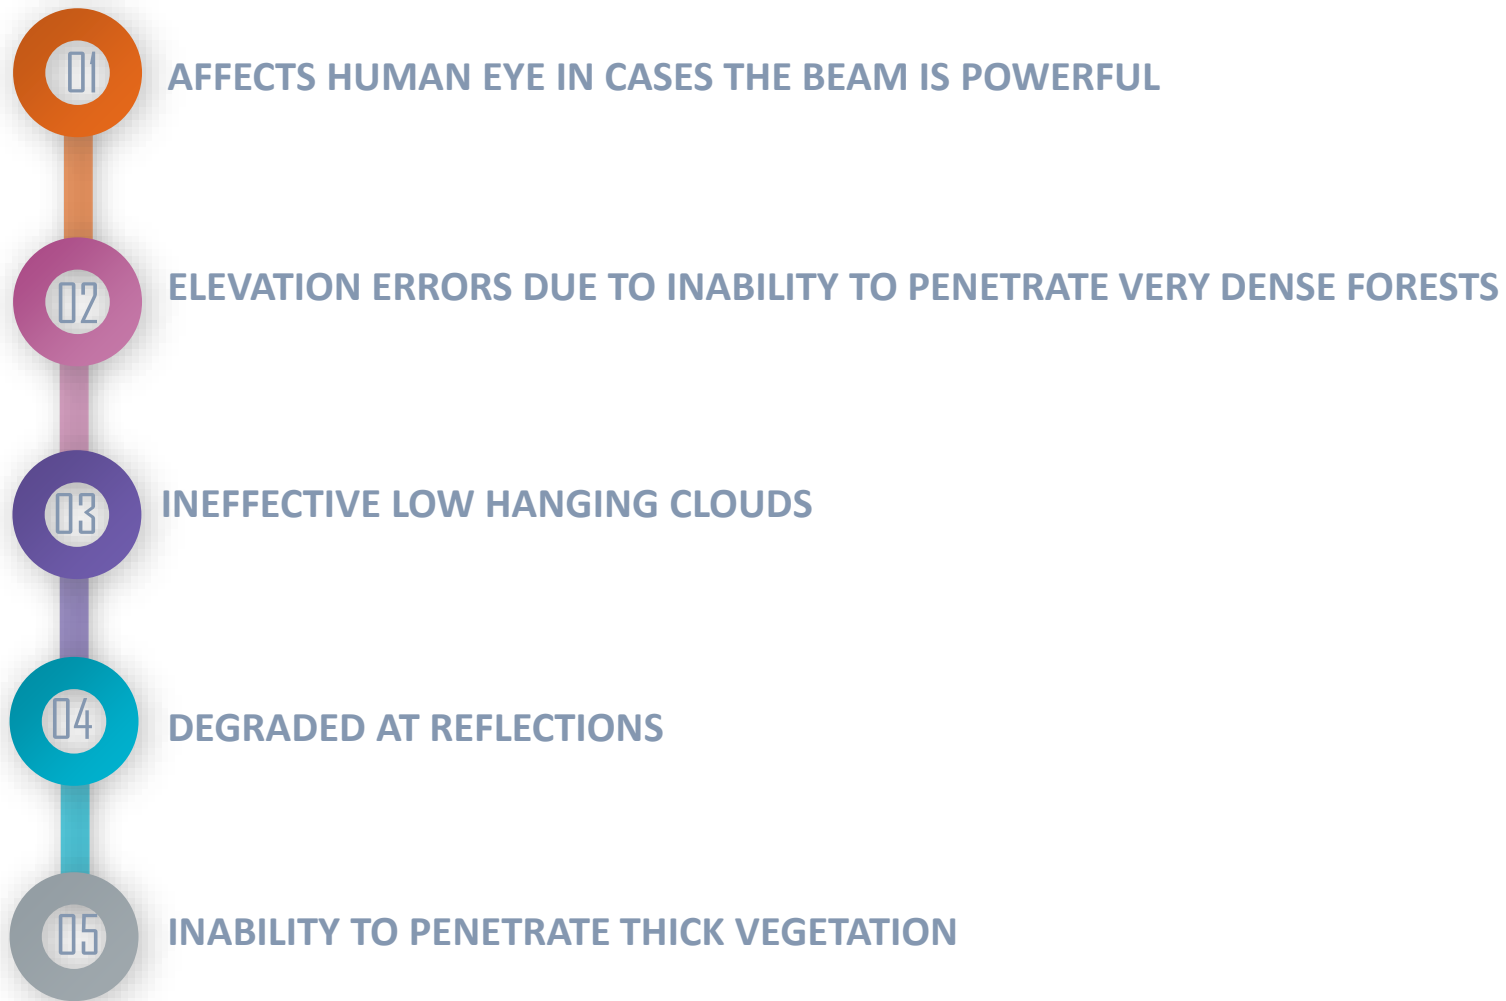 01
AFFECTS HUMAN EYE IN CASES THE BEAM IS POWERFUL
02
ELEVATION ERRORS DUE TO INABILITY TO PENETRATE VERY DENSE FORESTS
03
INEFFECTIVE LOW HANGING CLOUDS
04
DEGRADED AT REFLECTIONS
05
INABILITY TO PENETRATE THICK VEGETATION